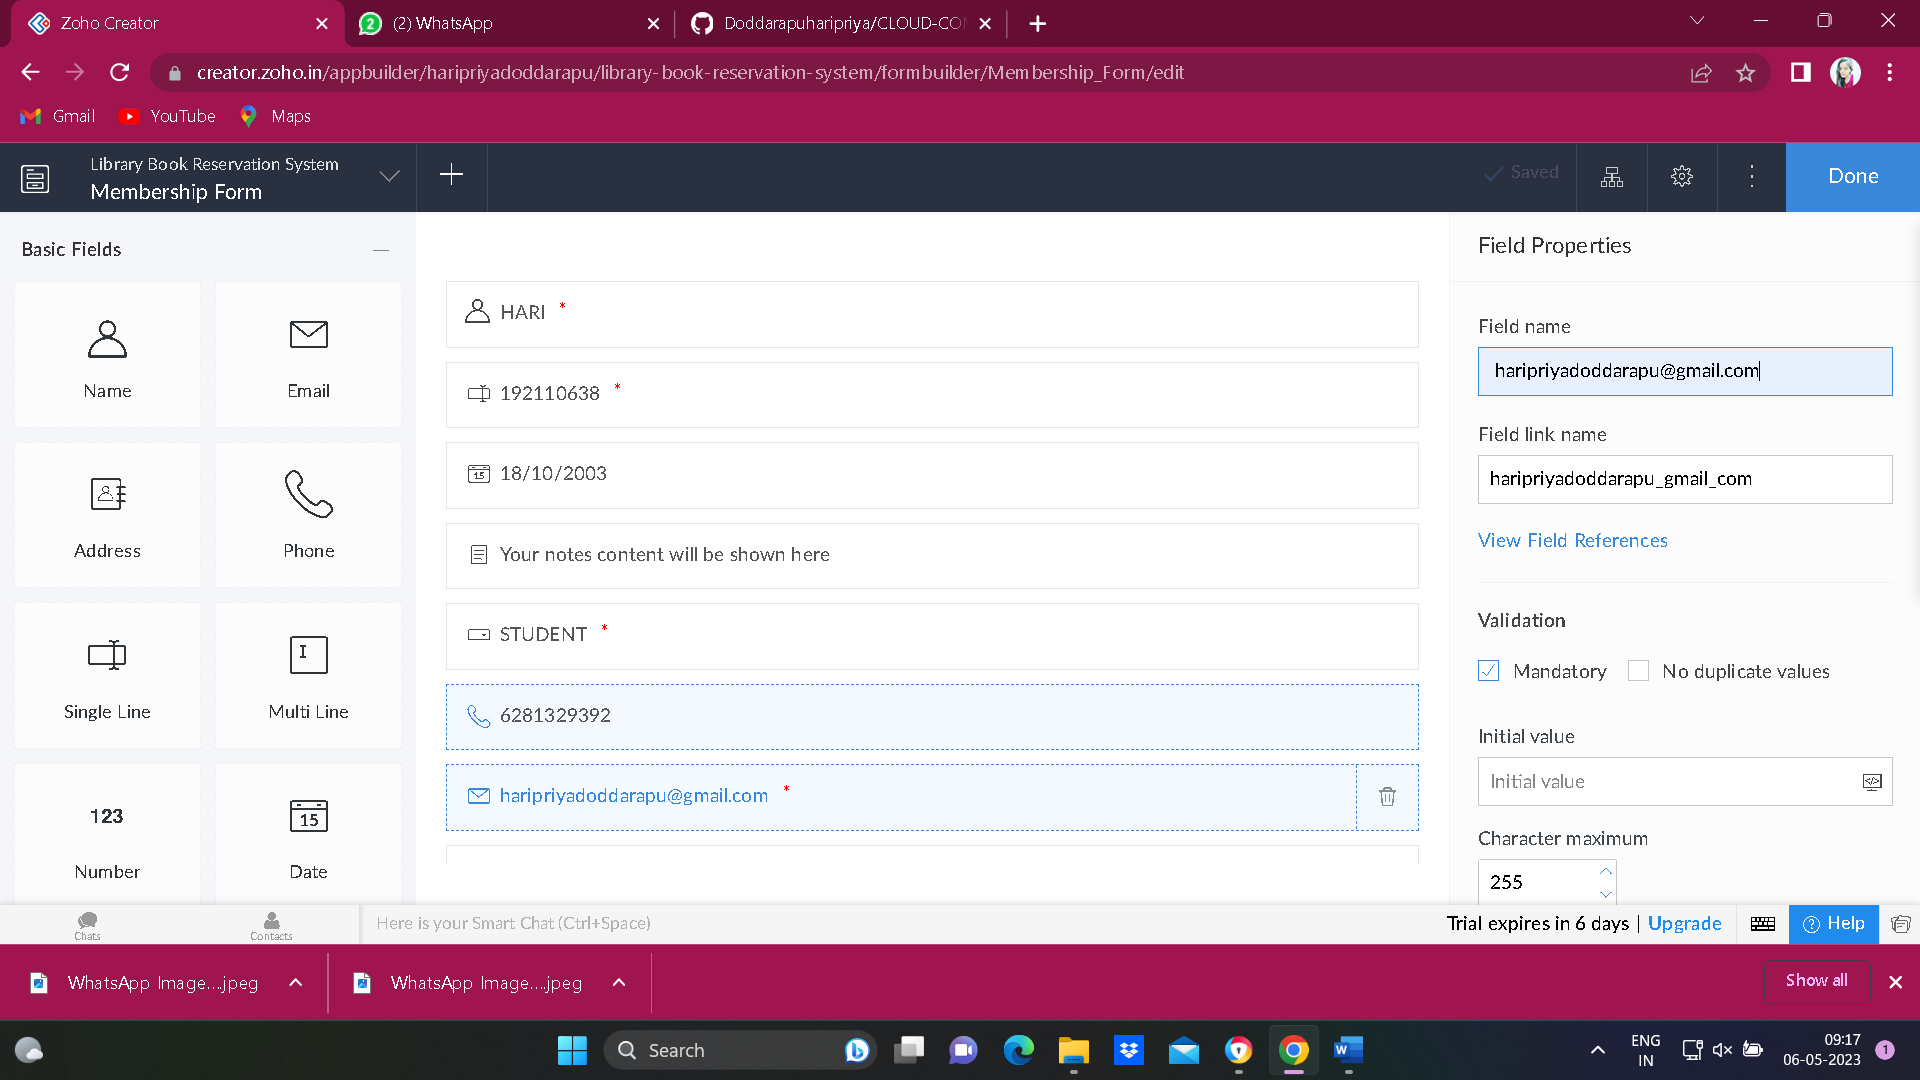 Zoho Creator
(2) WhatsApp
Doddarapuharipriya/CLOUD-COM
creator.zoho.in/appbuilder/haripriyadoddarapu/library-book-reservation-system/formbuilder/Membership_Form/edit
Gmail
YouTube
Maps
Library Book Reservation System
Membership Form
Saved
Done
Basic Fields
Name
Email
Address
Phone
Single Line
Multi Line
123
Number
15
Date
HARI *
192110638 *
15
18/10/2003
Your notes content will be shown here
STUDENT *
6281329392
haripriyadoddarapu@gmail.com *
Field Properties
Field name
haripriyadoddarapu@gmail.com
Field link name
haripriyadoddarapu_gmail_com
View Field References
Validation
Mandatory
No duplicate values
Initial value
Initial value
Character maximum
255
Chats
Contacts
Here is your Smart Chat (Ctrl+Space)
Trial expires in 6 days | Upgrade
Help
WhatsApp Image....jpeg
WhatsApp Image....jpeg
Show all
Search
ENG
IN
09:17
06-05-2023
1